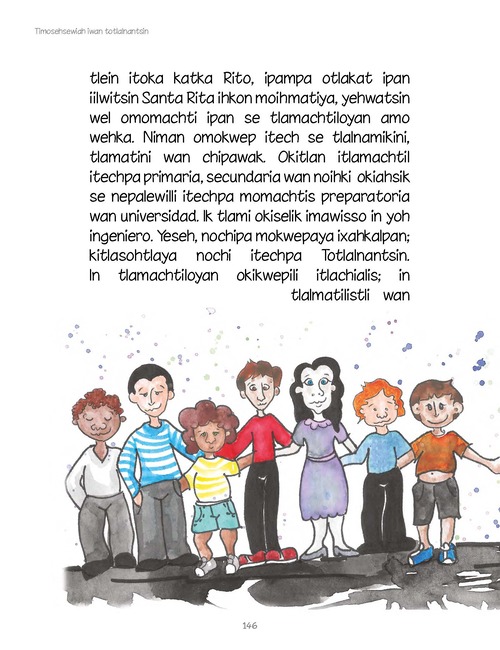 Timosehsewiah iwan totlalnantsin
tlein itoka katka Rito, ipampa otlakat ipan
iilwitsin Santa Rita ihkon moihmatiya, yehwatsin
wel omomachti ipan se tlamachtiloyan amo
wehka. Niman omokwep itech se tlalnamikini,
tlamatini wan chipawak. Okitlan itlamachtil
itechpa primaria, secundaria wan noihki okiahsik
se nepalewilli itechpa momachtis preparatoria
wan universidad. Ik tlami okiselik imawisso in yoh
ingeniero. Yeseh, nochipa mokwepaya ixahkalpan;
kitlasohtlaya nochi itechpa Totlalnantsin.
In tlamachtiloyan okikwepili itlachialis; in
tlalmatilistli wan
146